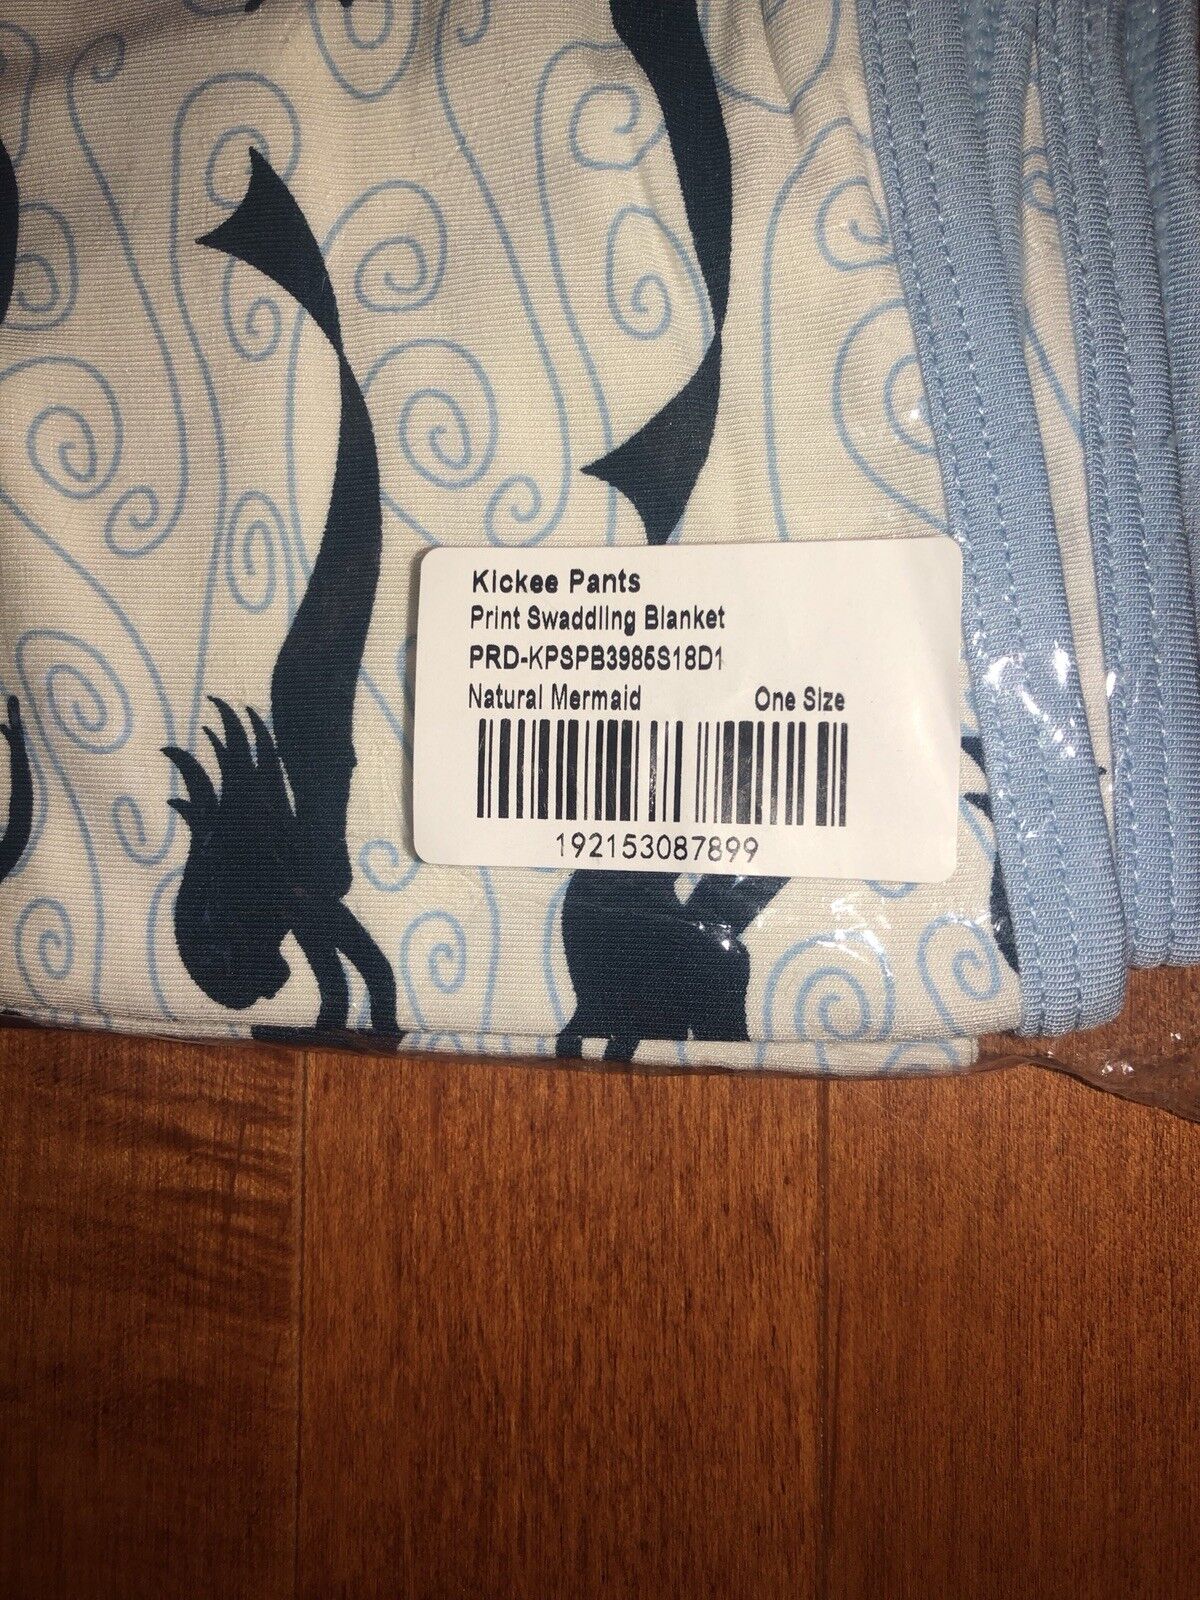 Kickee Pants
Print Swaddling Blanket
PRD-KPSPB3985S18D1
Natural Mermaid One Size
192153087899